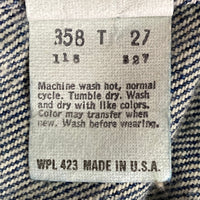 358 T 27
118 327
Machine wash hot, normal
cycle. Tumble dry. Wash
and dry with like colors.
Color may transfer when
new. Wash before wearing.
WPL 423 MADE IN U.S.A.